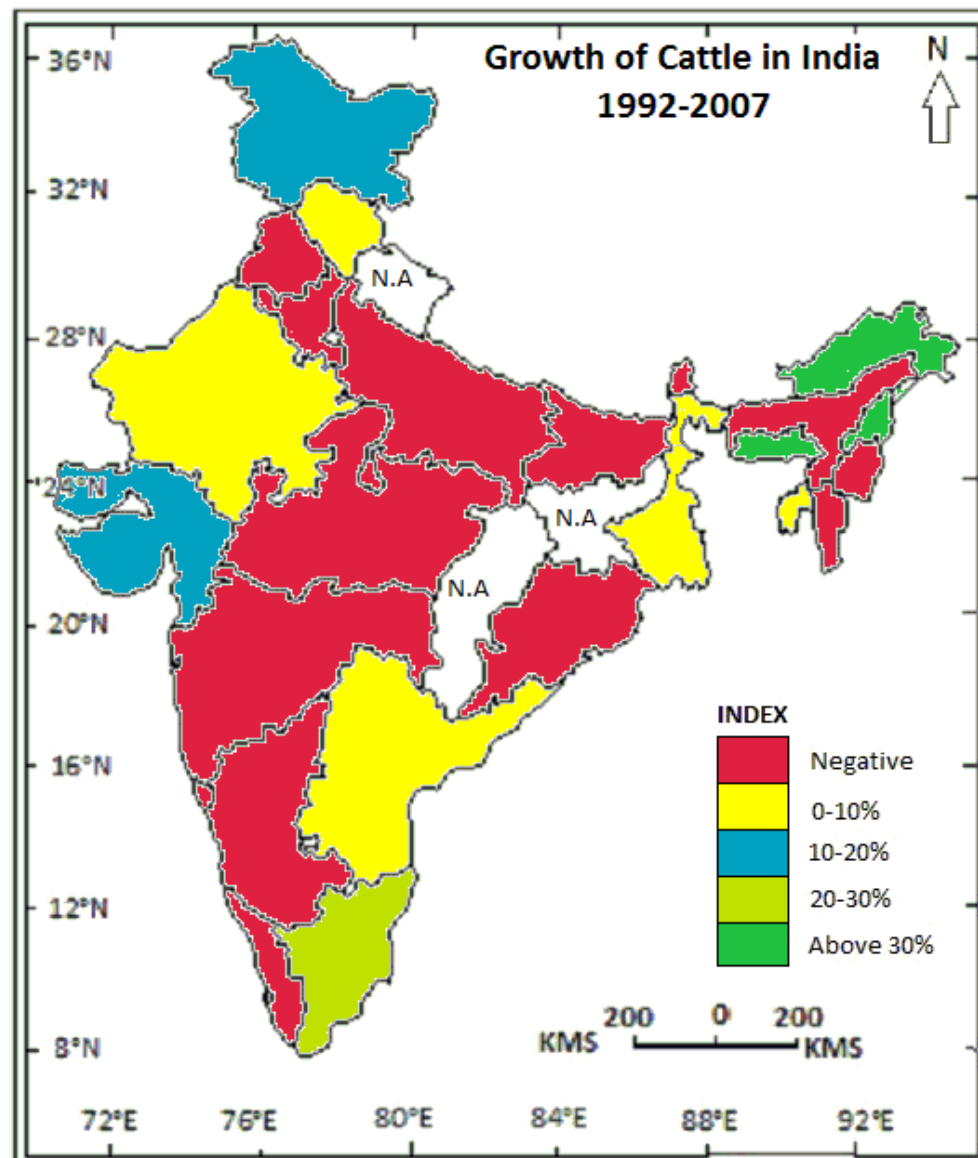 Growth of Cattle in India
1992-2007
N
36°N
32°N
N.A
28°N
24°N
N.A
N.A
20°N
INDEX
16°N
Negative
0-10%
10-20%
12°N
20-30%
Above 30%
200 0 200
KMS KMS
8°N
72°E 76°E 80°E 84°E 88°E 92°E